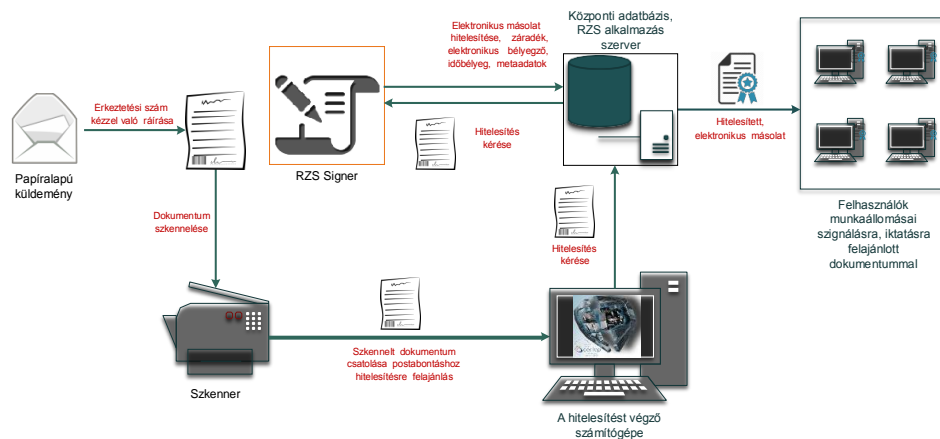 Elektronikus másolat
hitelesítése, záradék,
elektronikus bélyegző,
időbélyeg, metaadatok
Központi adatbázis,
RZS alkalmazás
szerver
Erkeztetési szám
kézzel való ráírása
Hitelesítés
kérése
Hitelesített,
elektronikus másolat
Papíralapú
küldemény
RZS Signer
Felhasználók
munkaállomásai
szignálásra, iktatásra
felajánlott
dokumentummal
Dokumentum
szkennelése
Hitelesítés
kérése
Szkennelt dokumentum
csatolása postabontáshoz
hitelesítésre felajánlás
Szkenner
A hitelesítést végző
számítógépe